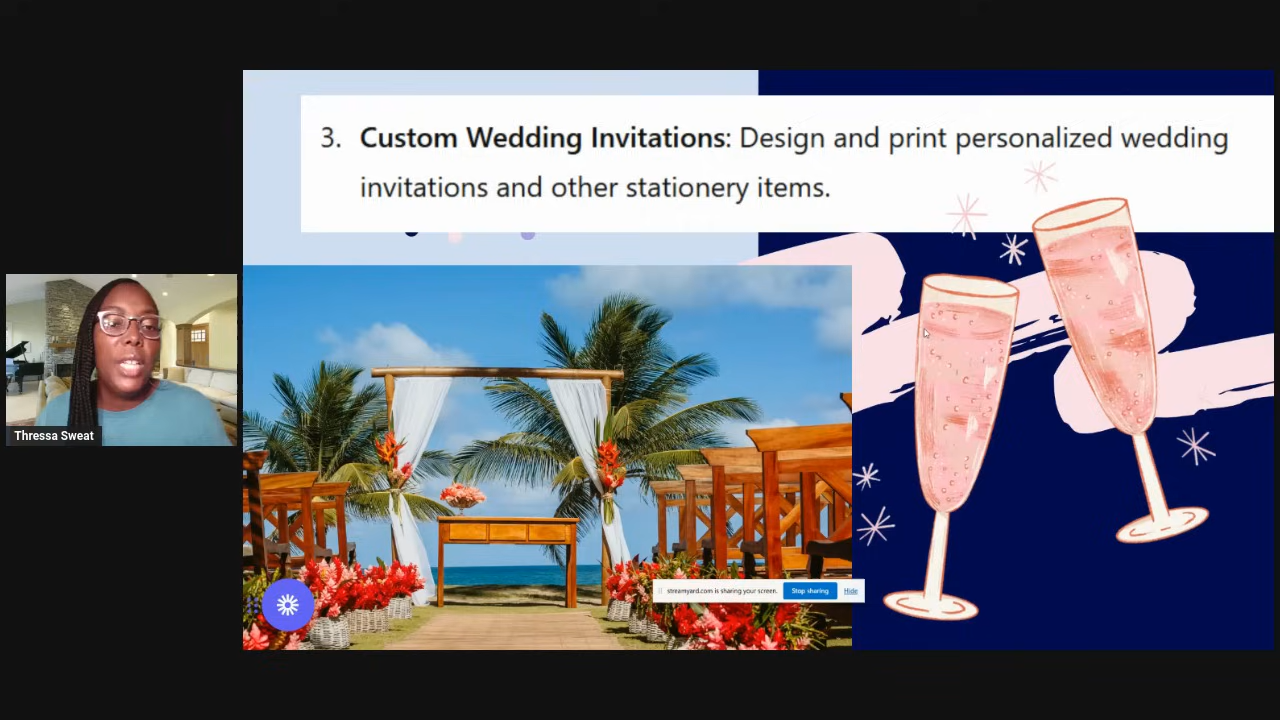 3. Custom Wedding Invitations: Design and print personalized wedding
invitations and other stationery items.
Thressa Sweat
streamyard.com is sharing your screen. Stop sharing Hide